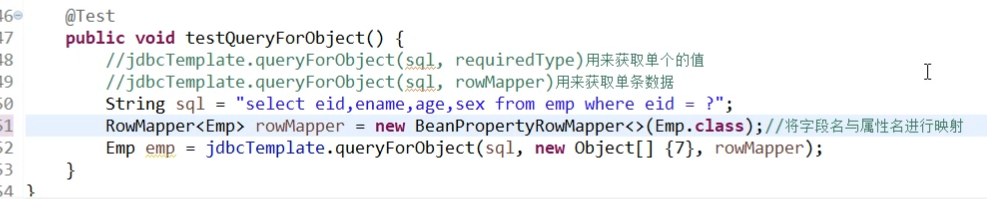 46 @Test
47 public void testQueryForObject() {
48 //jdbcTemplate.queryForObject(sql, requiredType)用来获取单个的值
49 //jdbcTemplate.queryForObject(sql, rowMapper)用来获取单条数据
50 String sql = "select eid,ename,age,sex from emp where eid = ?";
51 RowMapper<Emp> rowMapper = new BeanPropertyRowMapper<>(Emp.class);//将字段名与属性名进行映射
52 Emp emp = jdbcTemplate.queryForObject(sql, new Object[] {7}, rowMapper);
53 }
54 }